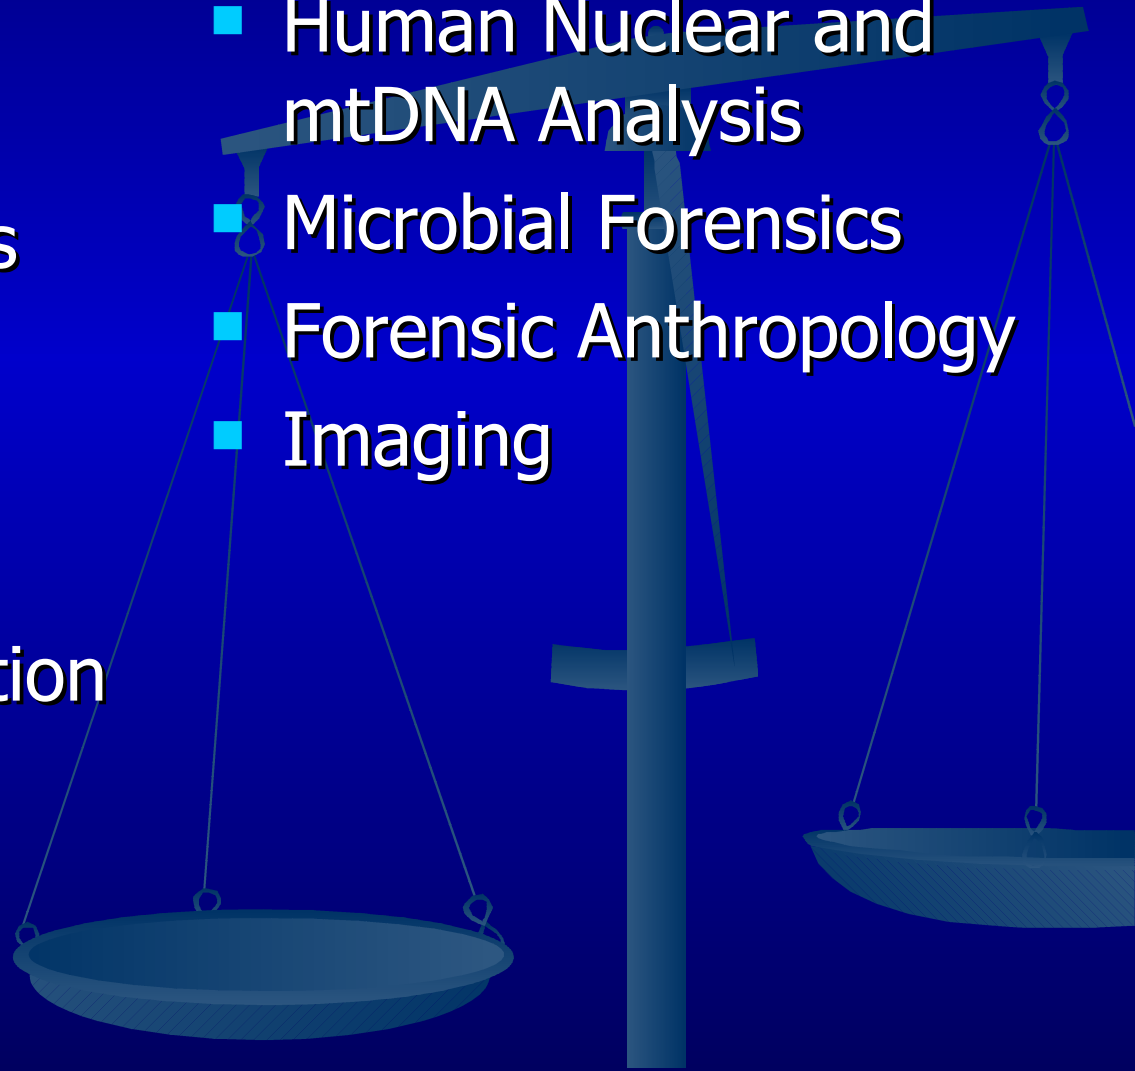 Human Nuclear and
mtDNA Analysis
Microbial Forensics
Forensic Anthropology
Imaging